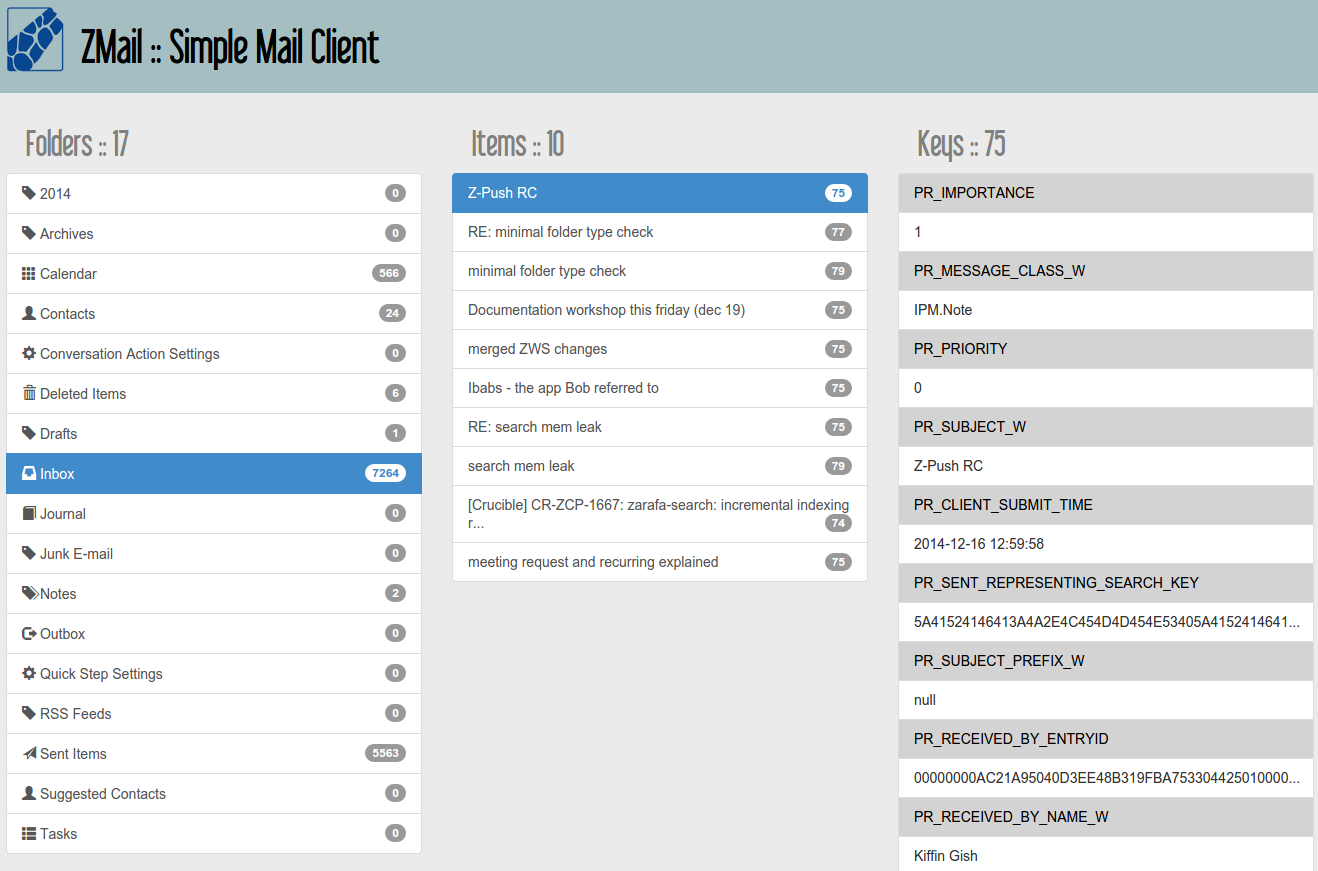 ZMail :: Simple Mail Client
Folders :: 17
2014 0
Archives 0
Calendar 566
Contacts 24
Conversation Action Settings 0
Deleted Items 6
Drafts 1
Inbox 7264
Journal 0
Junk E-mail 0
Notes 2
Outbox 0
Quick Step Settings 0
RSS Feeds 0
Sent Items 5563
Suggested Contacts 0
Tasks 0
Items :: 10
Z-Push RC 75
RE: minimal folder type check 77
minimal folder type check 79
Documentation workshop this friday (dec 19) 75
merged ZWS changes 75
Ibabs - the app Bob referred to 75
RE: search mem leak 75
search mem leak 79
[Crucible] CR-ZCP-1667: zarafa-search: incremental indexing
r... 74
meeting request and recurring explained 75
Keys :: 75
PR_IMPORTANCE
1
PR_MESSAGE_CLASS_W
IPM.Note
PR_PRIORITY
0
PR_SUBJECT_W
Z-Push RC
PR_CLIENT_SUBMIT_TIME
2014-12-16 12:59:58
PR_SENT_REPRESENTING_SEARCH_KEY
5A41524146413A4A2E4C454D4D454E53405A4152414641...
PR_SUBJECT_PREFIX_W
null
PR_RECEIVED_BY_ENTRYID
00000000AC21A95040D3EE48B319FBA753304425010000...
PR_RECEIVED_BY_NAME_W
Kiffin Gish